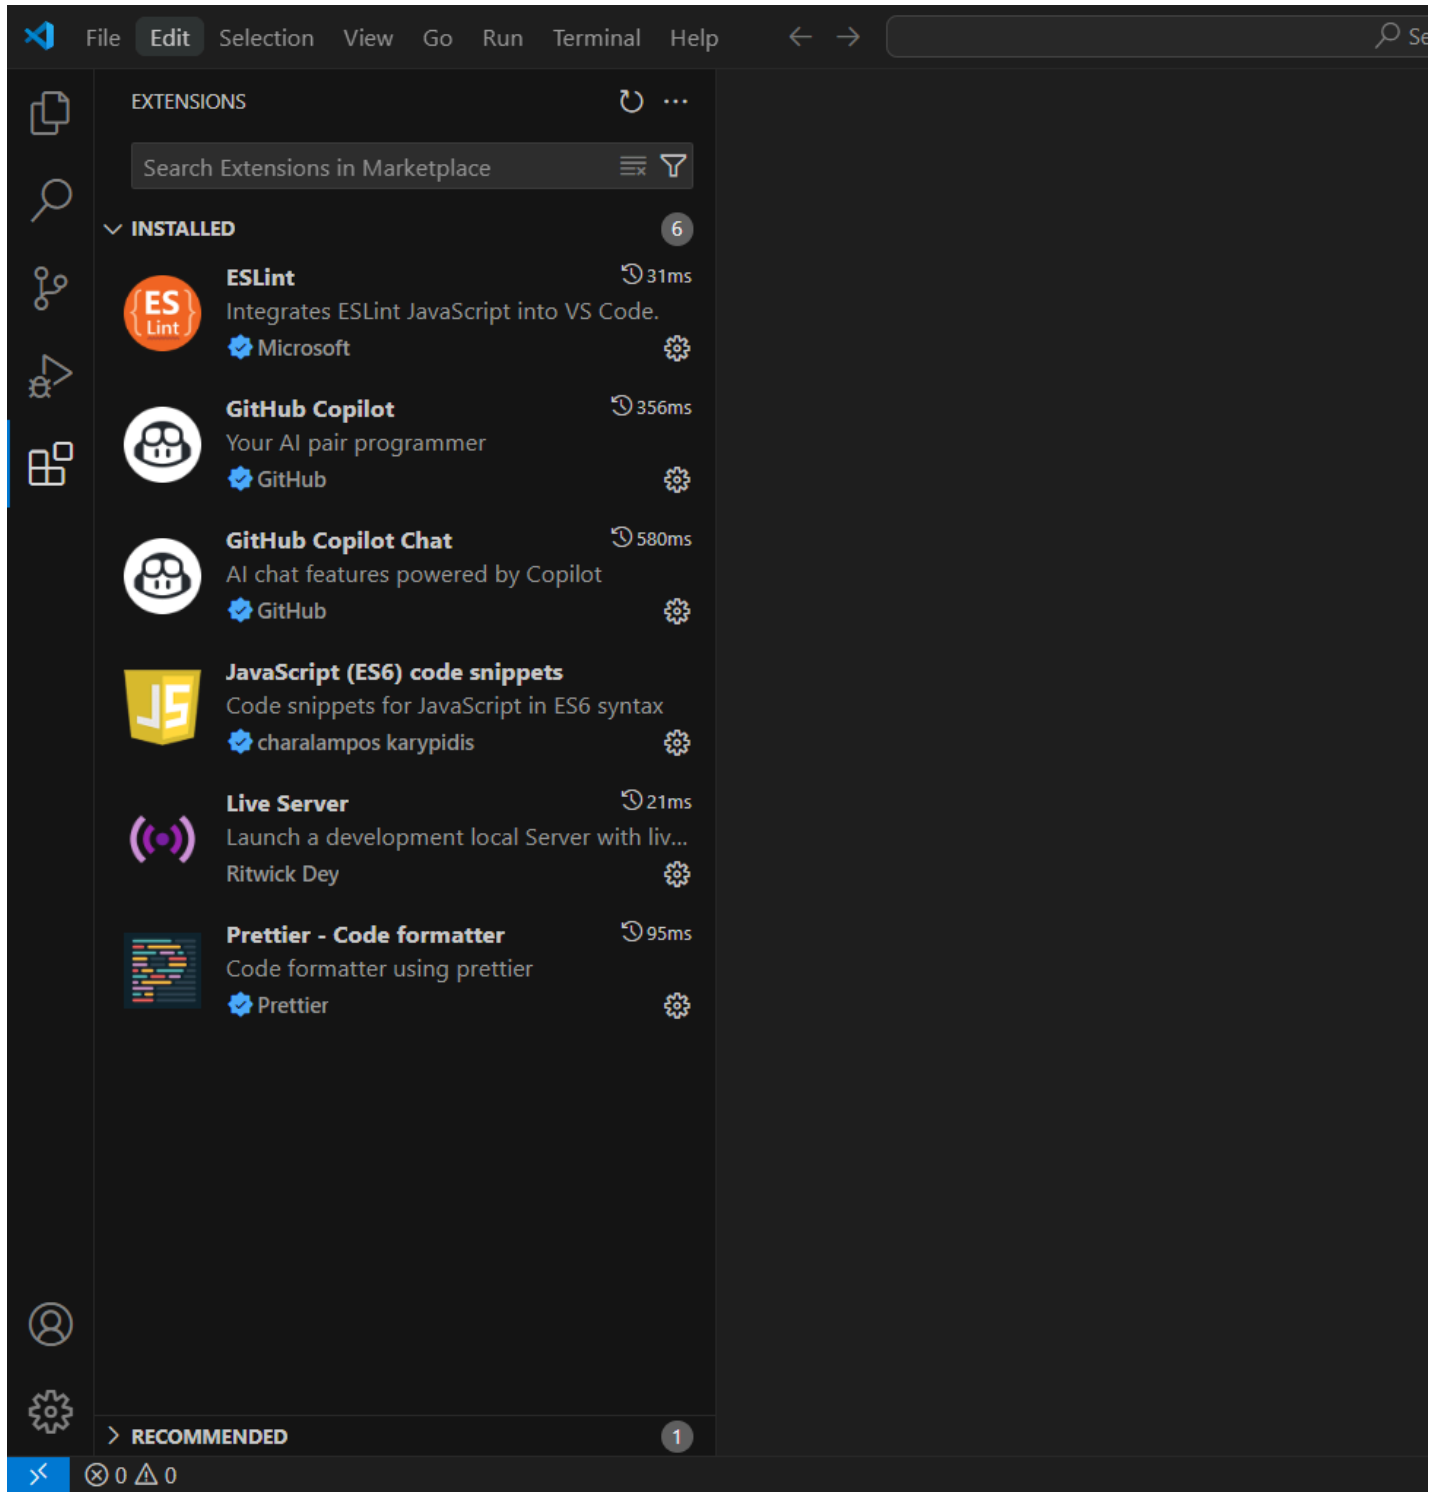 File Edit Selection View Go Run Terminal Help
EXTENSIONS
Search Extensions in Marketplace
INSTALLED 6
ESLint 31ms
Integrates ESLint JavaScript into VS Code.
Microsoft
GitHub Copilot 356ms
Your AI pair programmer
GitHub
GitHub Copilot Chat 580ms
AI chat features powered by Copilot
GitHub
JavaScript (ES6) code snippets
Code snippets for JavaScript in ES6 syntax
charalampos karypidis
Live Server 21ms
Launch a development local Server with liv...
Ritwick Dey
Prettier - Code formatter 95ms
Code formatter using prettier
Prettier
RECOMMENDED 1
0 0
ES
Lint
JS